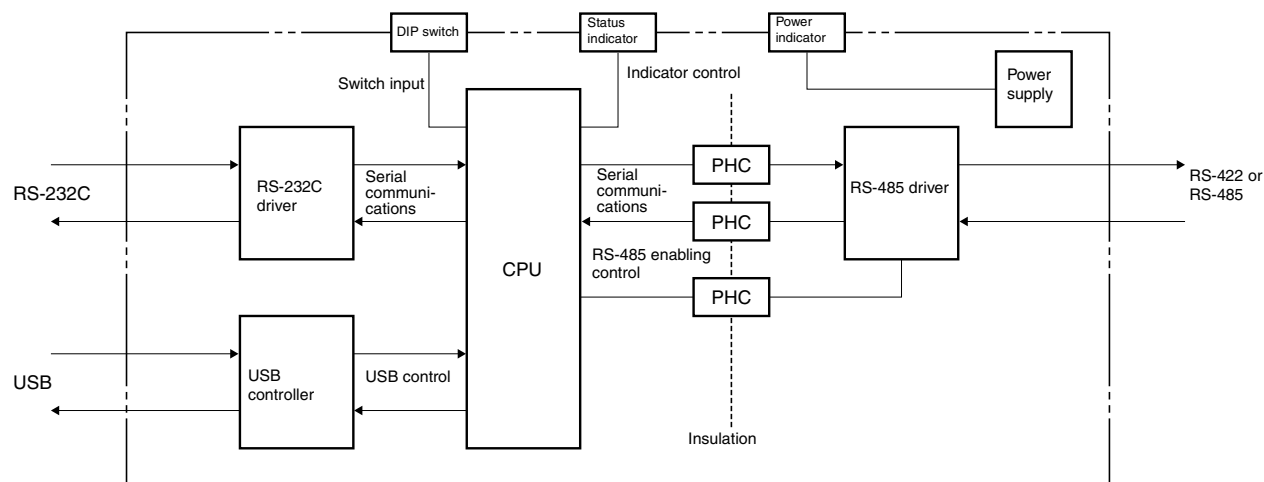 DIP switch
Status
indicator
Power
indicator
Switch input
Indicator control
Power
supply
RS-232C
RS-232C
driver
Serial
communi-
cations
CPU
Serial
communi-
cations
PHC
PHC
RS-485 driver
RS-422 or
RS-485
RS-485 enabling
control
PHC
USB
USB
controller
USB control
Insulation